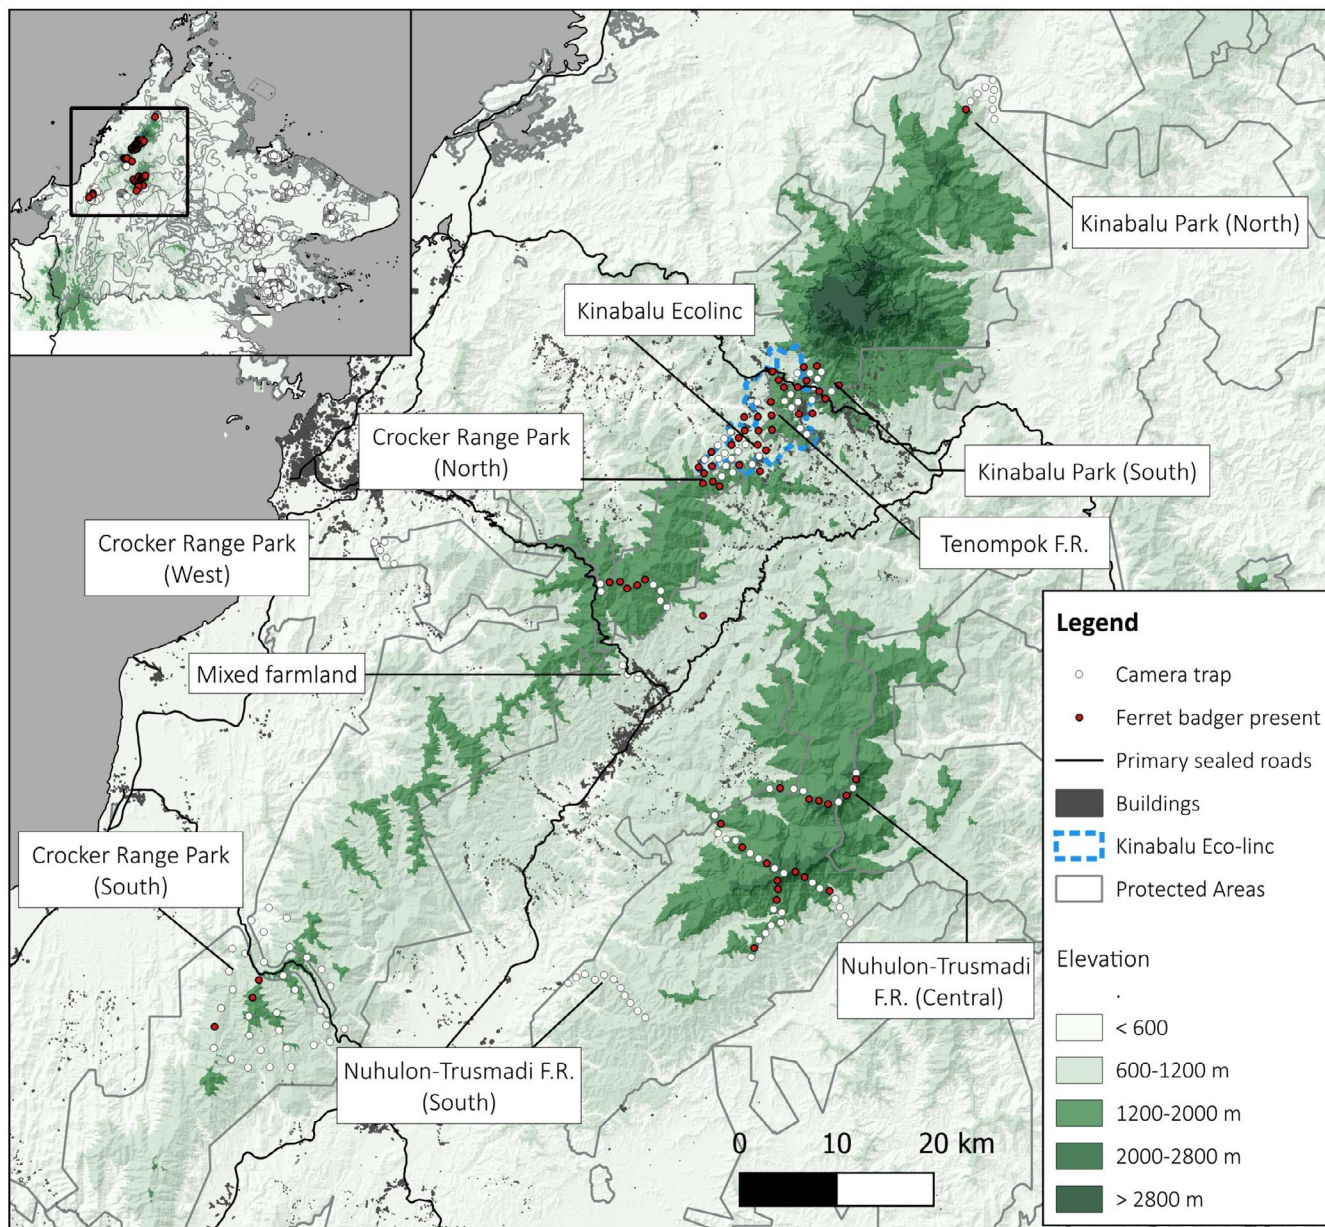 Kinabalu Park (North)
Kinabalu Ecolinc
Crocker Range Park
(North)
Kinabalu Park (South)
Tenompok F.R.
Crocker Range Park
(West)
Mixed farmland
Crocker Range Park
(South)
Nuhulon-Trusmadi
F.R. (Central)
Nuhulon-Trusmadi F.R.
(South)
0 10 20 km
Legend
Camera trap
Ferret badger present
Primary sealed roads
Buildings
Kinabalu Eco-linc
Protected Areas
Elevation
< 600
600-1200 m
1200-2000 m
2000-2800 m
> 2800 m